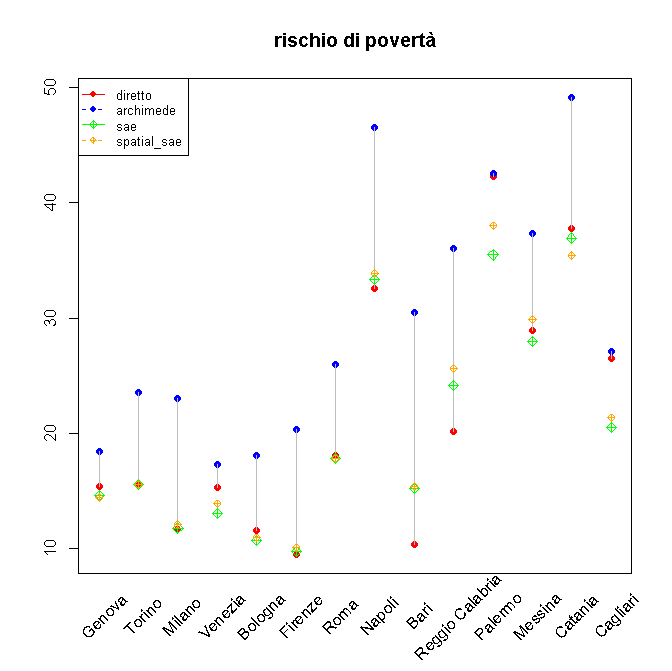 rischio di povertà
diretto
archimede
sae
spatial_sae
50
40
30
20
10
Genova
Torino
Milano
Venezia
Bologna
Firenze
Roma
Napoli
Bari
Reggio Calabria
Palermo
Messina
Catania
Cagliari